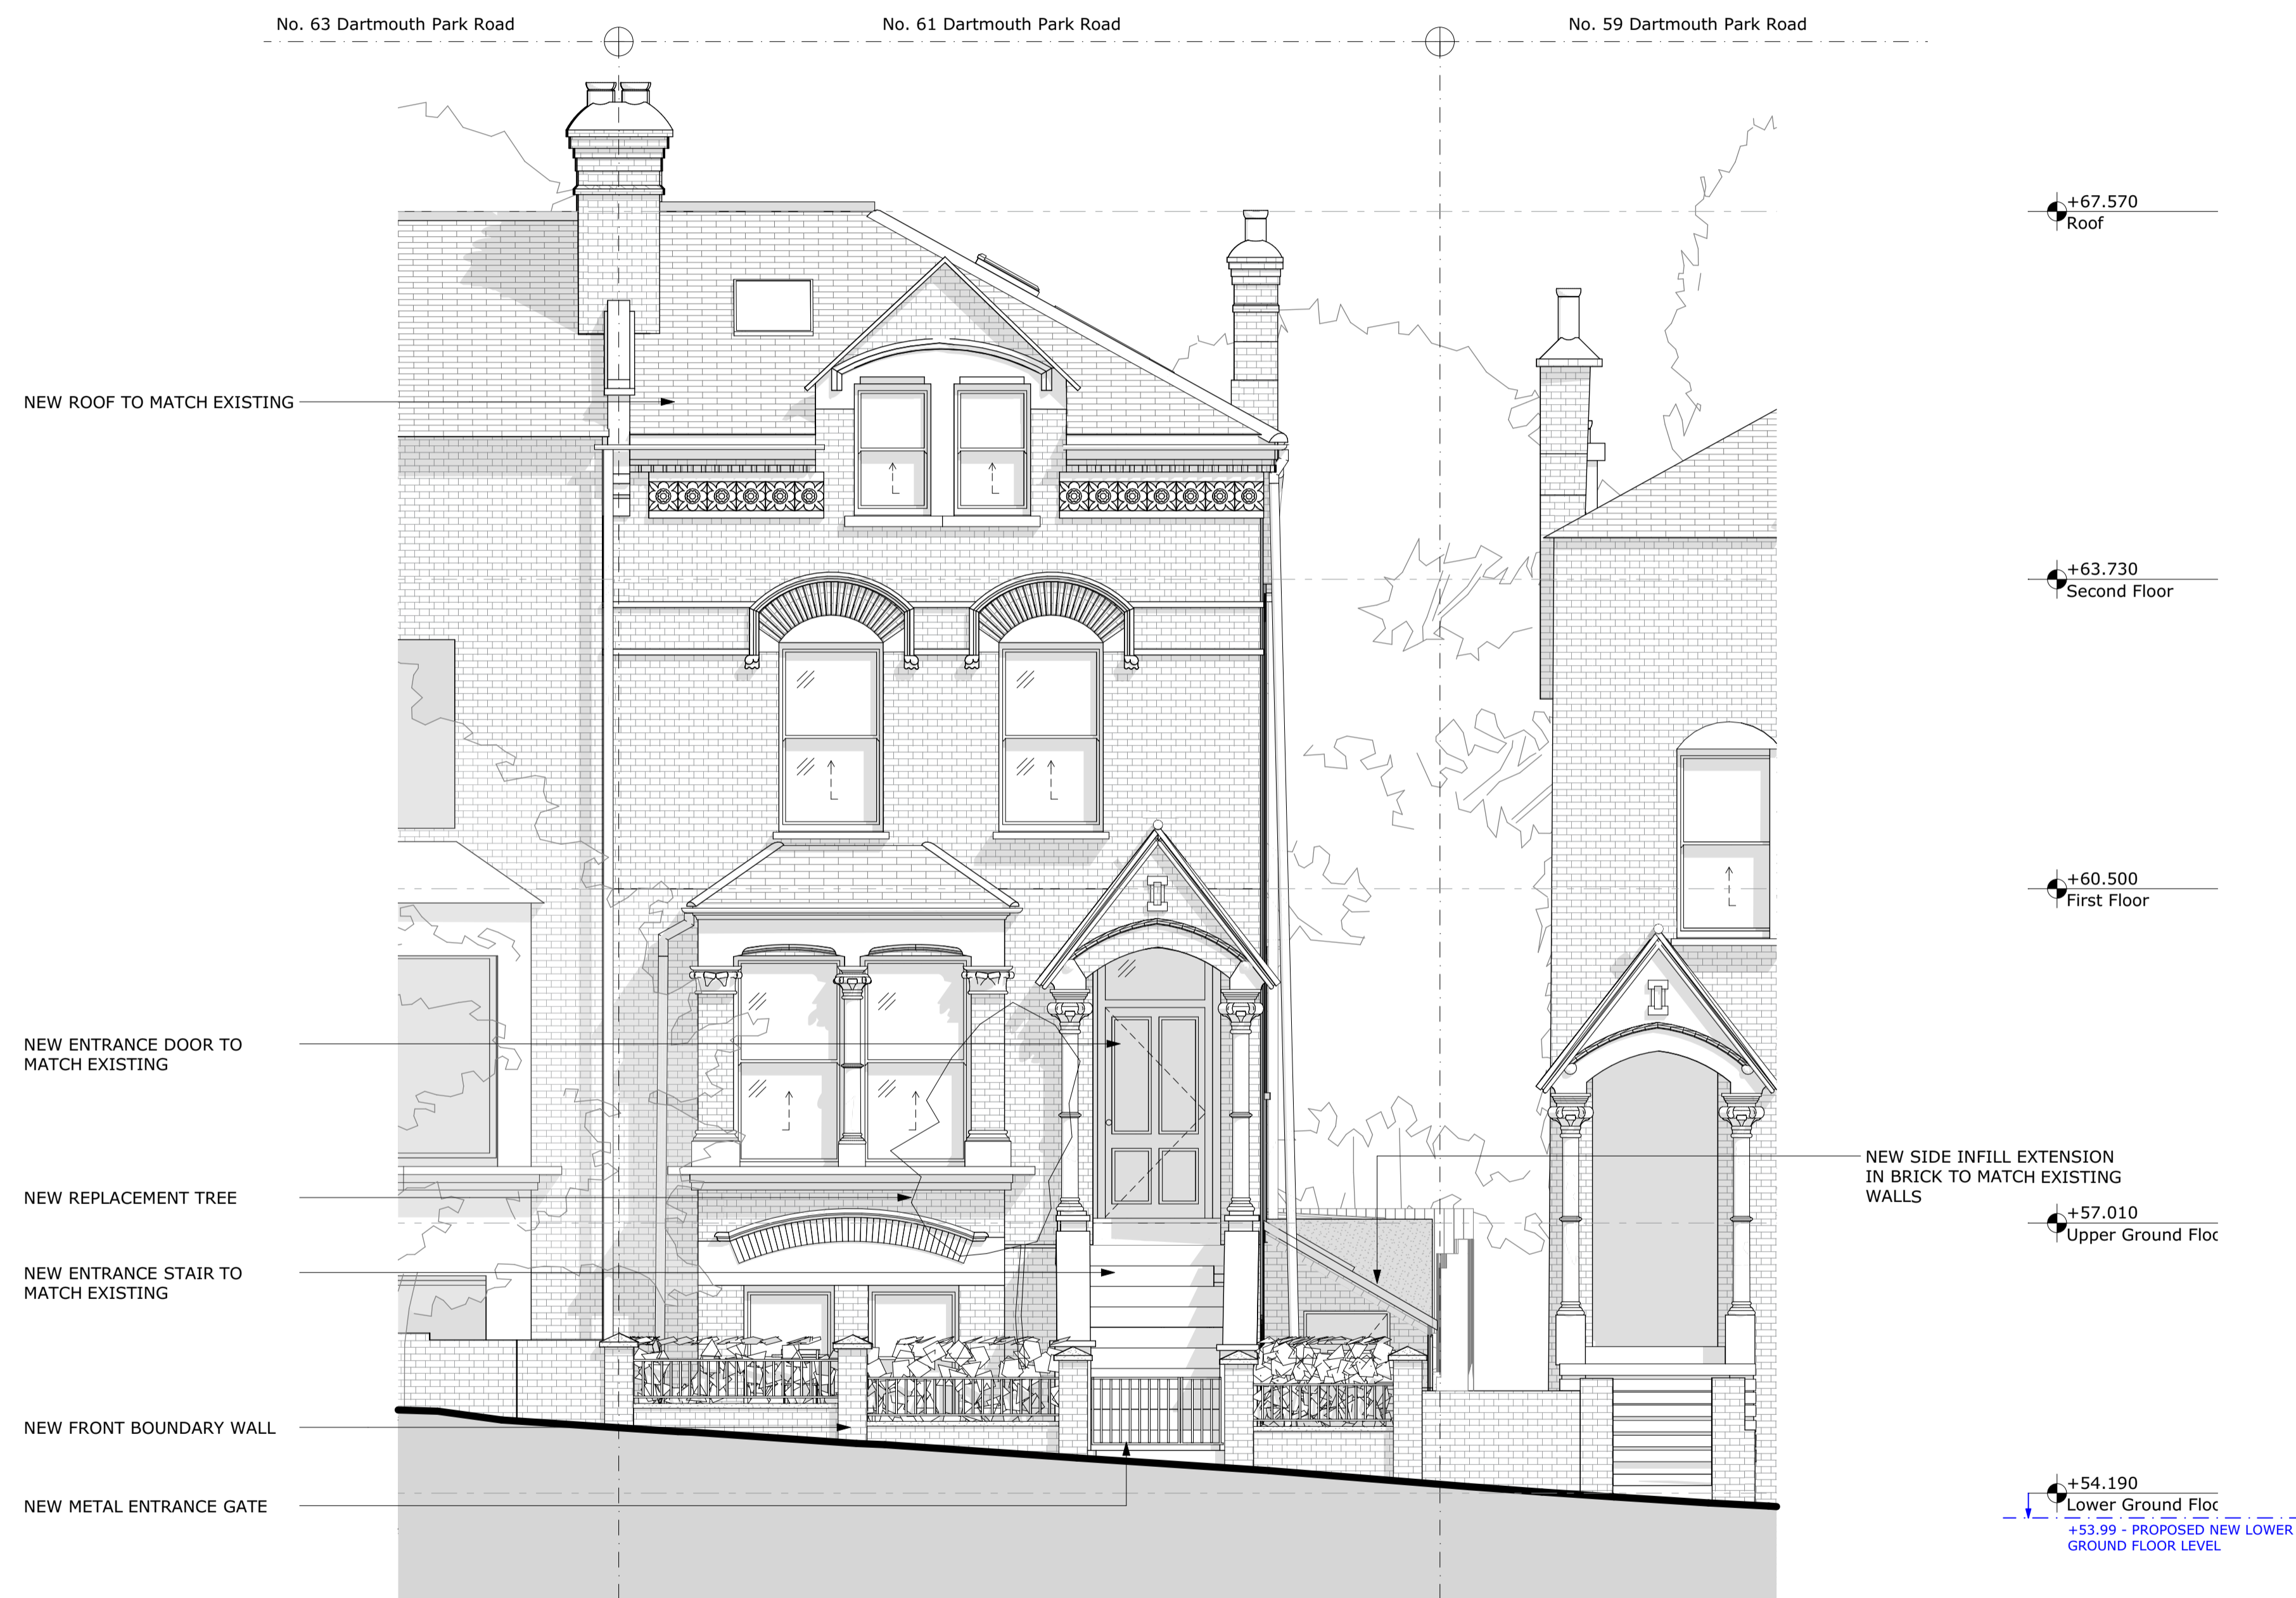 No. 63 Dartmouth Park Road
No. 61 Dartmouth Park Road
No. 59 Dartmouth Park Road
+67.570
Roof
NEW ROOF TO MATCH EXISTING
+63.730
Second Floor
+60.500
First Floor
NEW ENTRANCE DOOR TO
MATCH EXISTING
NEW SIDE INFILL EXTENSION
IN BRICK TO MATCH EXISTING
WALLS
NEW REPLACEMENT TREE
+57.010
Upper Ground Floo
NEW ENTRANCE STAIR TO
MATCH EXISTING
NEW FRONT BOUNDARY WALL
NEW METAL ENTRANCE GATE
+54.190
Lower Ground Floo
+53.99 - PROPOSED NEW LOWER
GROUND FLOOR LEVEL